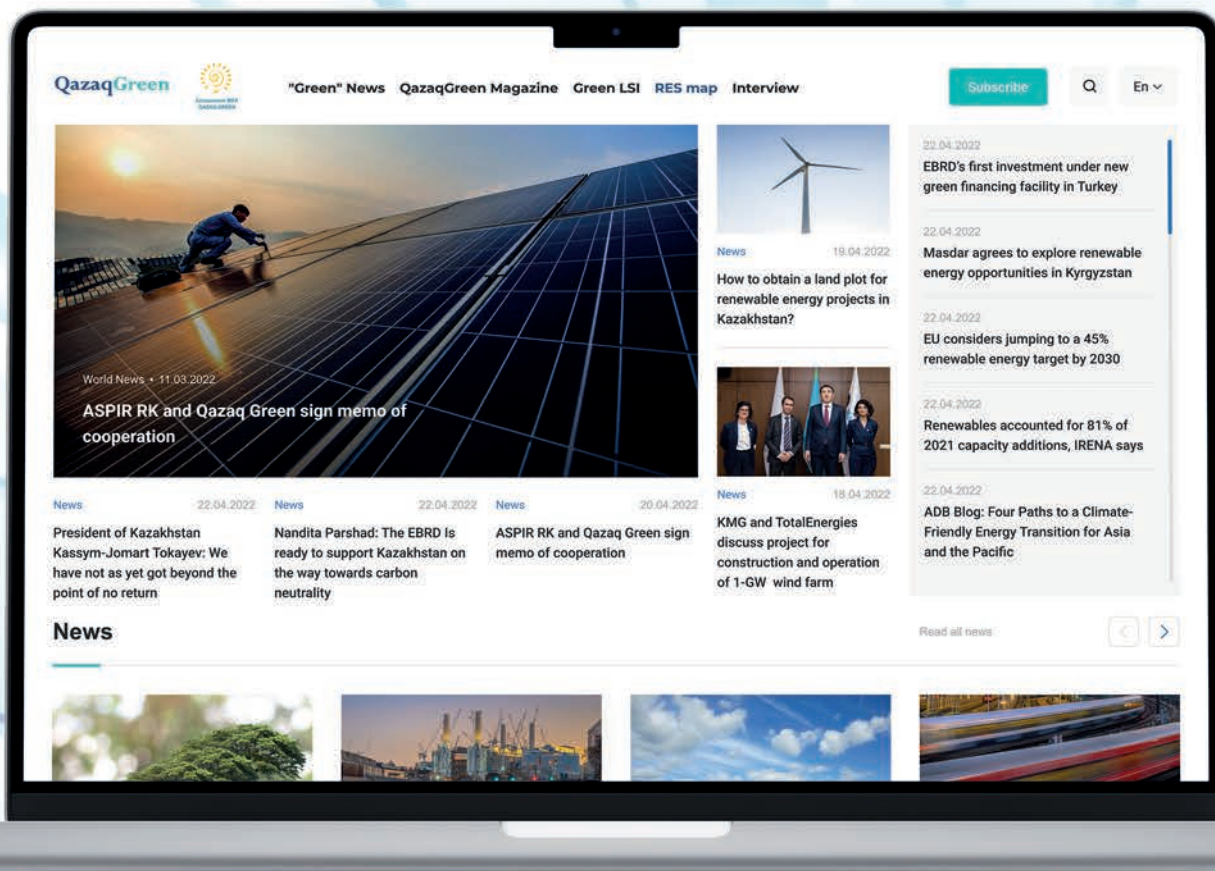 QazaqGreen
"Green" News QazaqGreen Magazine Green LSI RES map Interview
Subscribe
En
World News • 11.03.2022
ASPIR RK and Qazaq Green sign memo of
cooperation
News 22.04.2022
President of Kazakhstan
Kassym-Jomart Tokayev: We
have not as yet got beyond the
point of no return
News 22.04.2022
Nandita Parshad: The EBRD Is
ready to support Kazakhstan on
the way towards carbon
neutrality
News 20.04.2022
ASPIR RK and Qazaq Green sign
memo of cooperation
News 19.04.2022
How to obtain a land plot for
renewable energy projects in
Kazakhstan?
News 18.04.2022
KMG and TotalEnergies
discuss project for
construction and operation
of 1-GW wind farm
22.04.2022
EBRD's first investment under new
green financing facility in Turkey
22.04.2022
Masdar agrees to explore renewable
energy opportunities in Kyrgyzstan
22.04.2022
EU considers jumping to a 45%
renewable energy target by 2030
22.04.2022
Renewables accounted for 81% of
2021 capacity additions, IRENA says
22.04.2022
ADB Blog: Four Paths to a Climate-
Friendly Energy Transition for Asia
and the Pacific
News
Read all news